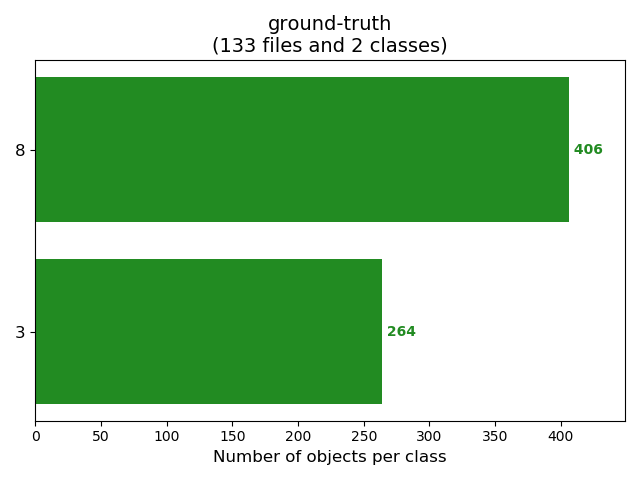 ground-truth
(133 files and 2 classes)
8
406
3
264
0 50 100 150 200 250 300 350 400
Number of objects per class